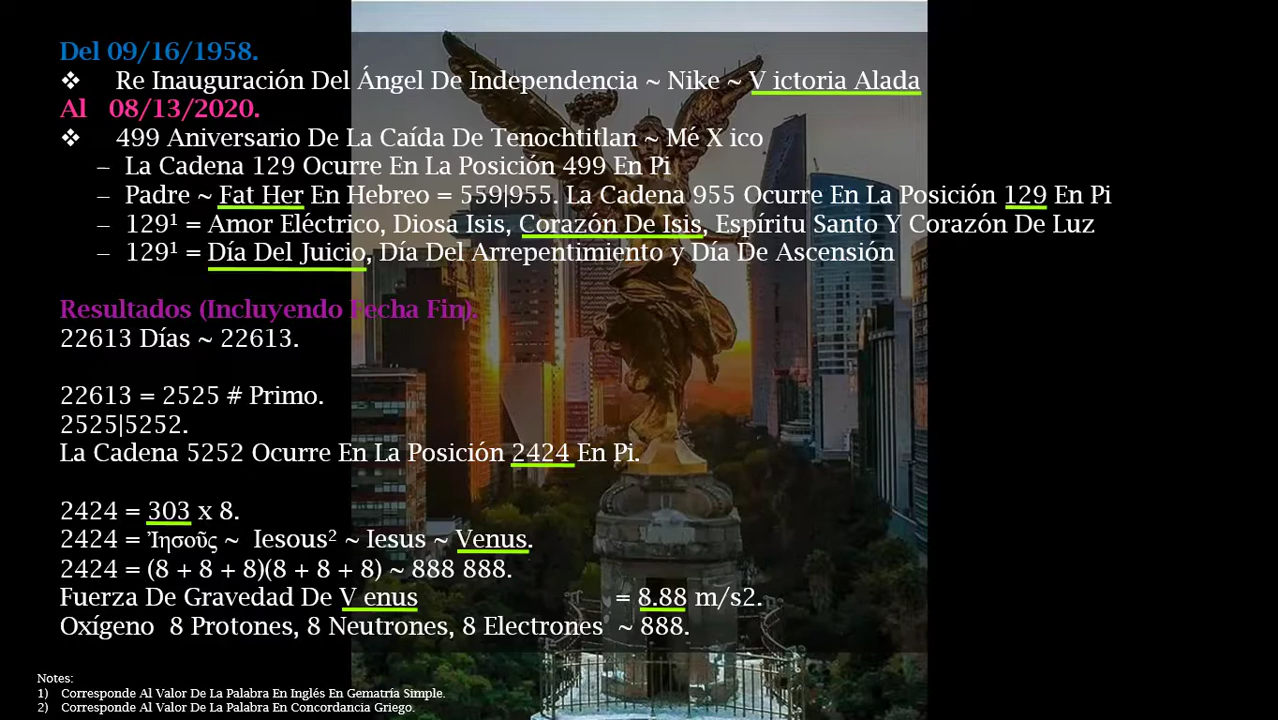 Del 09/16/1958.
❖ Re Inauguración Del Ángel De Independencia ~ Nike ~ V ictoria Alada
Al 08/13/2020.
❖ 499 Aniversario De La Caída De Tenochtitlan ~ Mé X ico
– La Cadena 129 Ocurre En La Posición 499 En Pi
– Padre ~ Fat Her En Hebreo = 559|955. La Cadena 955 Ocurre En La Posición 129 En Pi
– 129¹ = Amor Eléctrico, Diosa Isis, Corazón De Isis, Espíritu Santo Y Corazón De Luz
– 129¹ = Día Del Juicio, Día Del Arrepentimiento y Día De Ascensión
Resultados (Incluyendo Fecha Fin).
22613 Días ~ 22613.
22613 = 2525 # Primo.
2525|5252.
La Cadena 5252 Ocurre En La Posición 2424 En Pi.
2424 = 303 x 8.
2424 = Ἰησοῦς ~ Iesous² ~ Iesus ~ Venus.
2424 = (8 + 8 + 8)(8 + 8 + 8) ~ 888 888.
Fuerza De Gravedad De V enus = 8.88 m/s2.
Oxígeno 8 Protones, 8 Neutrones, 8 Electrones ~ 888.
Notes:
1) Corresponde Al Valor De La Palabra En Inglés En Gematría Simple.
2) Corresponde Al Valor De La Palabra En Concordancia Griego.